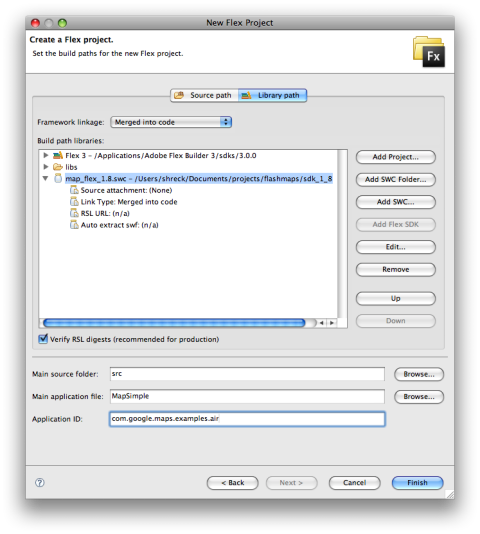 New Flex Project
Create a Flex project.
Set the build paths for the new Flex project.
Fx
Source path
Library path
Framework linkage: Merged into code
Build path libraries:
Flex 3 – /Applications/Adobe Flex Builder 3/sdks/3.0.0
libs
map_flex_1.8.swc – /Users/shreck/Documents/projects/flashmaps/sdk_1_8
Source attachment: (None)
Link Type: Merged into code
RSL URL: (n/a)
Auto extract swf: (n/a)
Add Project...
Add SWC Folder...
Add SWC...
Add Flex SDK
Edit...
Remove
Up
Down
Verify RSL digests (recommended for production)
Main source folder: src Browse...
Main application file: MapSimple Browse...
Application ID: com.google.maps.examples.air
? < Back Next > Cancel Finish